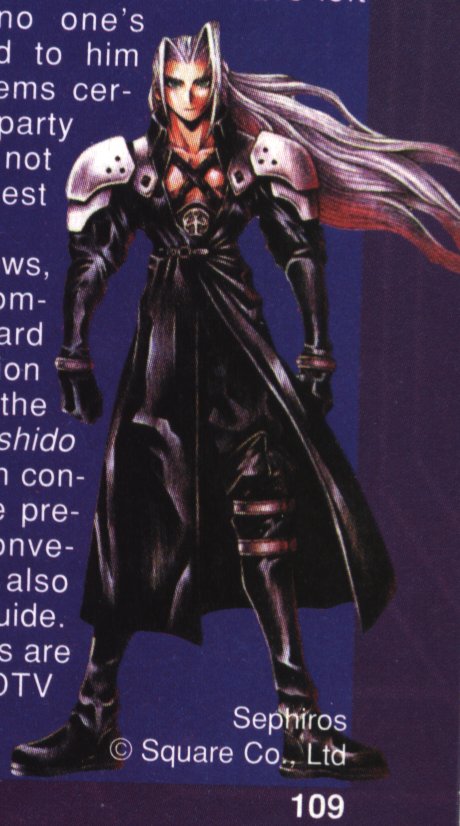 no one's
d to him
ems cer-
party
not
est
ws,
om-
ard
ion
the
shido
n con-
e pre-
onve-
also
uide.
s are
DTV
Sephiros
© Square Co., Ltd
109